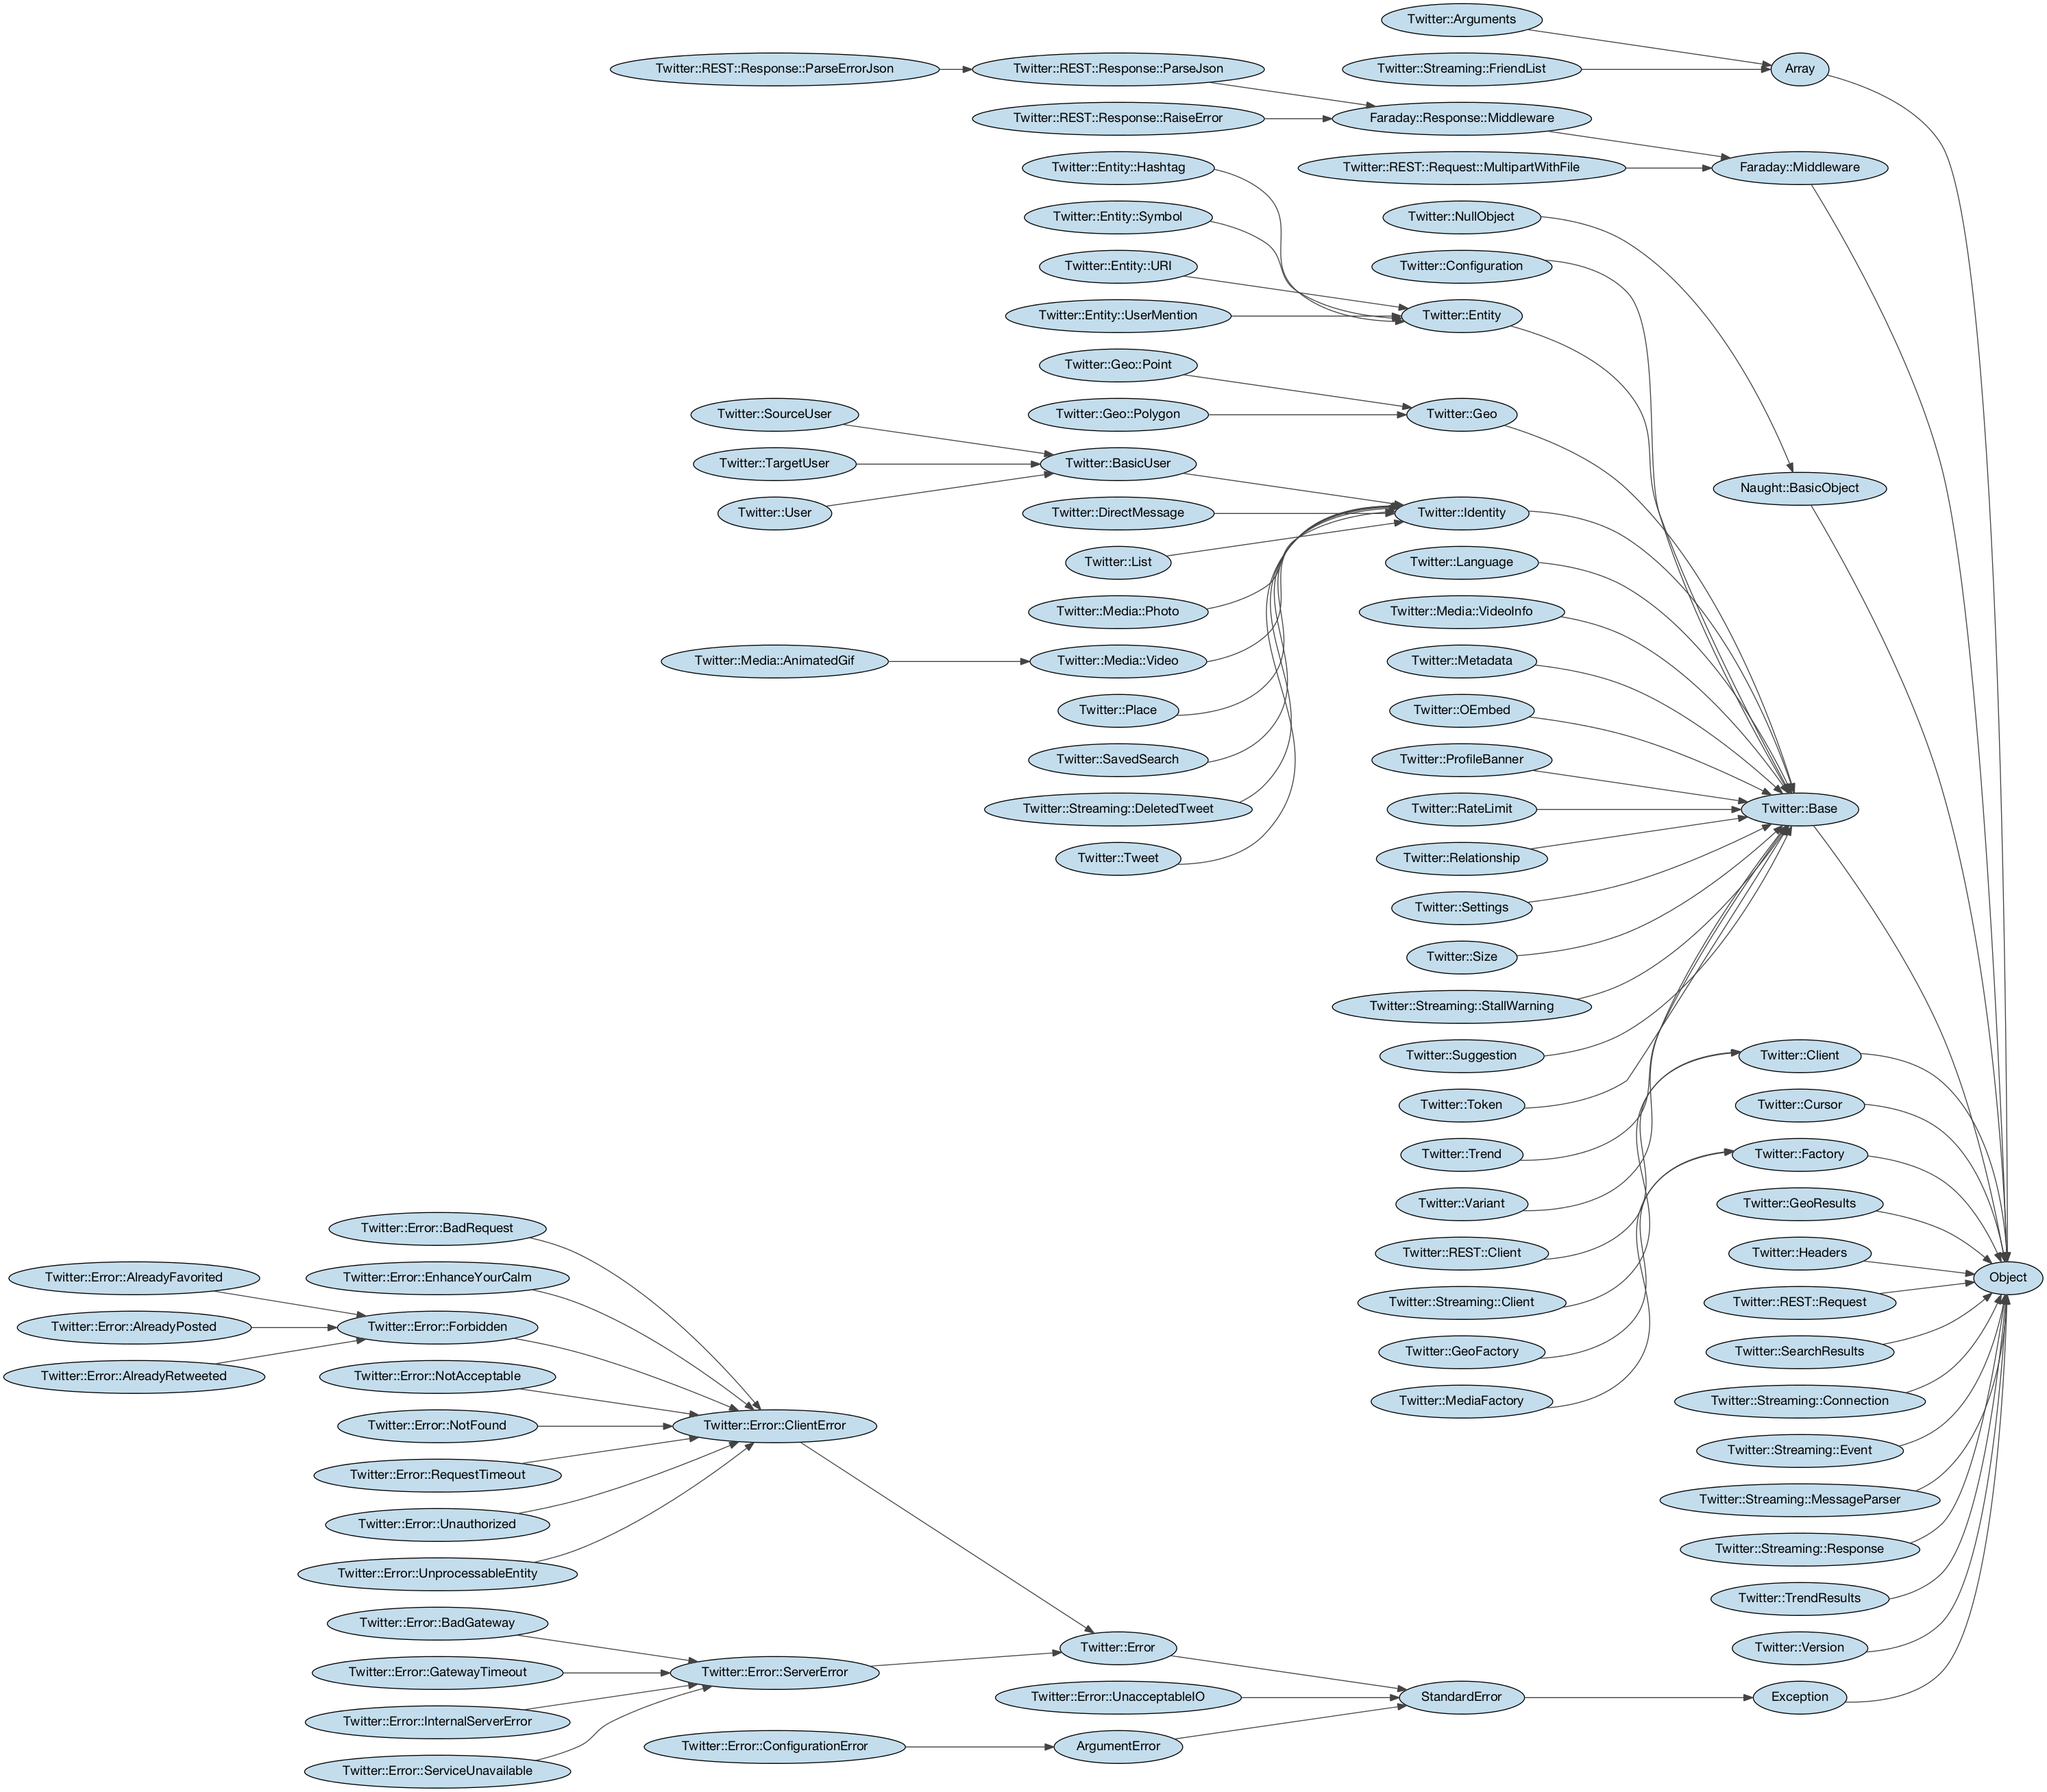 Twitter::Arguments
Twitter::REST::Response::ParseErrorJson
Twitter::REST::Response::ParseJson
Twitter::Streaming::FriendList
Array
Twitter::REST::Response::RaiseError
Faraday::Response::Middleware
Twitter::Entity::Hashtag
Twitter::REST::Request::MultipartWithFile
Faraday::Middleware
Twitter::Entity::Symbol
Twitter::NullObject
Twitter::Entity::URI
Twitter::Configuration
Twitter::Entity::UserMention
Twitter::Entity
Twitter::Geo::Point
Twitter::SourceUser
Twitter::Geo::Polygon
Twitter::Geo
Twitter::TargetUser
Twitter::BasicUser
Naught::BasicObject
Twitter::User
Twitter::DirectMessage
Twitter::Identity
Twitter::List
Twitter::Language
Twitter::Media::Photo
Twitter::Media::VideoInfo
Twitter::Media::AnimatedGif
Twitter::Media::Video
Twitter::Metadata
Twitter::Place
Twitter::OEmbed
Twitter::SavedSearch
Twitter::ProfileBanner
Twitter::Streaming::DeletedTweet
Twitter::RateLimit
Twitter::Base
Twitter::Tweet
Twitter::Relationship
Twitter::Settings
Twitter::Size
Twitter::Streaming::StallWarning
Twitter::Suggestion
Twitter::Client
Twitter::Token
Twitter::Cursor
Twitter::Trend
Twitter::Factory
Twitter::Variant
Twitter::GeoResults
Twitter::Error::BadRequest
Twitter::REST::Client
Twitter::Headers
Twitter::Error::AlreadyFavorited
Twitter::Error::EnhanceYourCalm
Object
Twitter::Streaming::Client
Twitter::REST::Request
Twitter::Error::AlreadyPosted
Twitter::Error::Forbidden
Twitter::GeoFactory
Twitter::SearchResults
Twitter::Error::AlreadyRetweeted
Twitter::Error::NotAcceptable
Twitter::MediaFactory
Twitter::Streaming::Connection
Twitter::Error::NotFound
Twitter::Error::ClientError
Twitter::Streaming::Event
Twitter::Error::RequestTimeout
Twitter::Streaming::MessageParser
Twitter::Error::Unauthorized
Twitter::Streaming::Response
Twitter::Error::UnprocessableEntity
Twitter::TrendResults
Twitter::Error::BadGateway
Twitter::Error
Twitter::Version
Twitter::Error::GatewayTimeout
Twitter::Error::ServerError
Twitter::Error::UnacceptableIO
StandardError
Exception
Twitter::Error::InternalServerError
Twitter::Error::ConfigurationError
ArgumentError
Twitter::Error::ServiceUnavailable